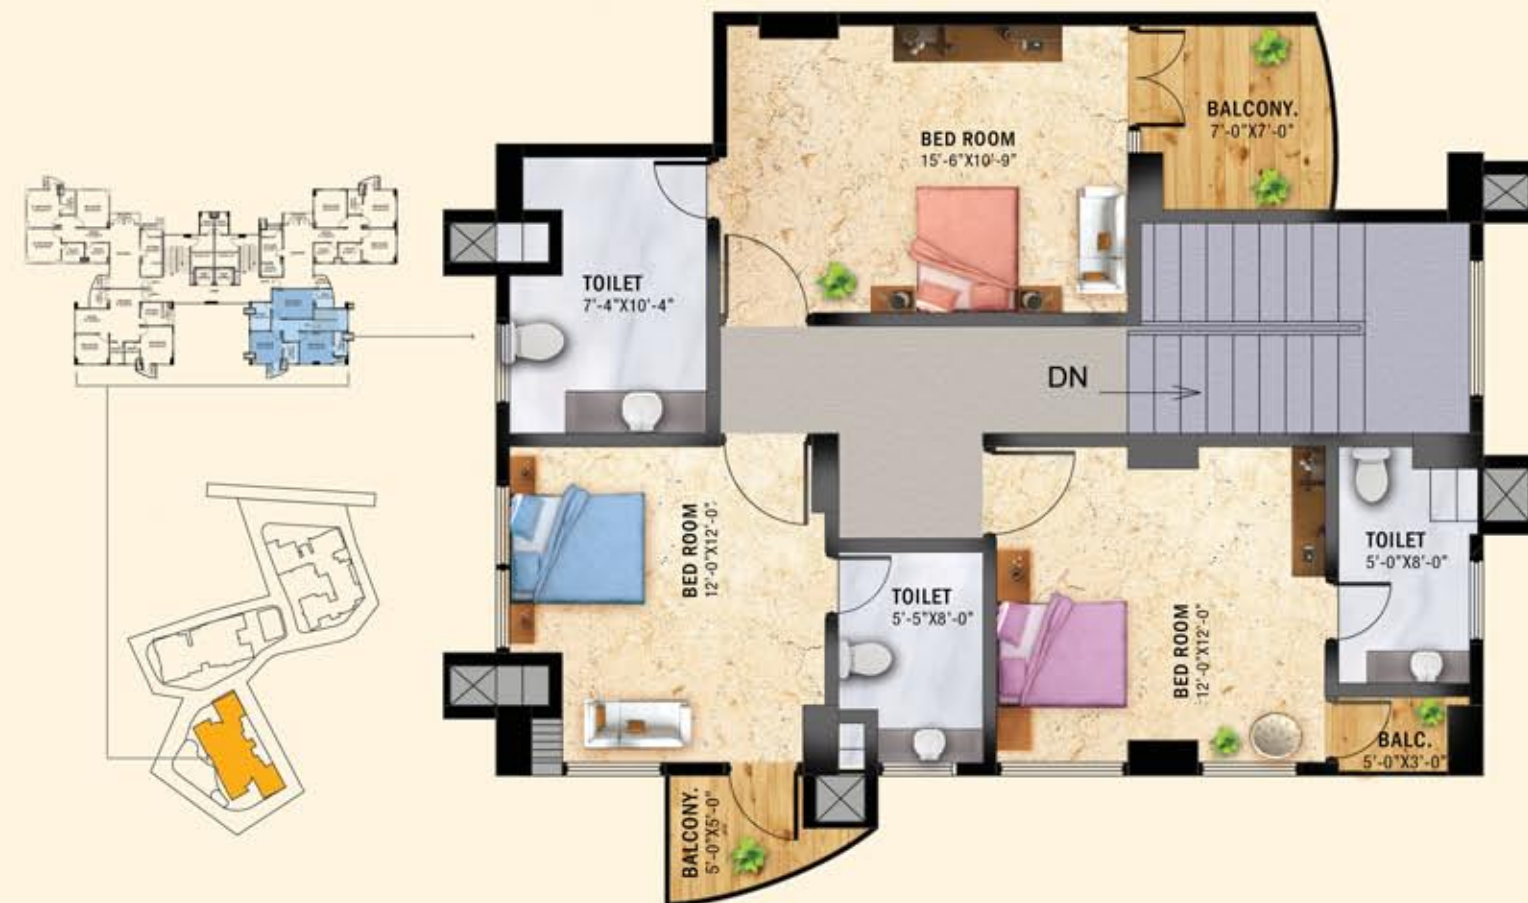 BED ROOM
15'-6"X10'-9"
BALCONY.
7'-0"X7'-0"
TOILET
7'-4"X10'-4"
DN
BED ROOM
12'-0"X12'-0"
TOILET
5'-5"X8'-0"
BED ROOM
12'-0"X12'-0"
TOILET
5'-0"X8'-0"
BALC.
5'-0"X3'-0"
BALCONY.
5'-0"X5'-0"